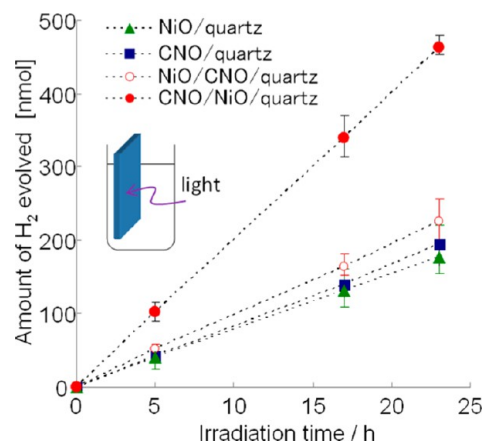 500
400
300
200
100
0
Amount of H₂ evolved [nmol]
NiO/quartz
CNO/quartz
NiO/CNO/quartz
CNO/NiO/quartz
light
0 5 10 15 20 25
Irradiation time / h